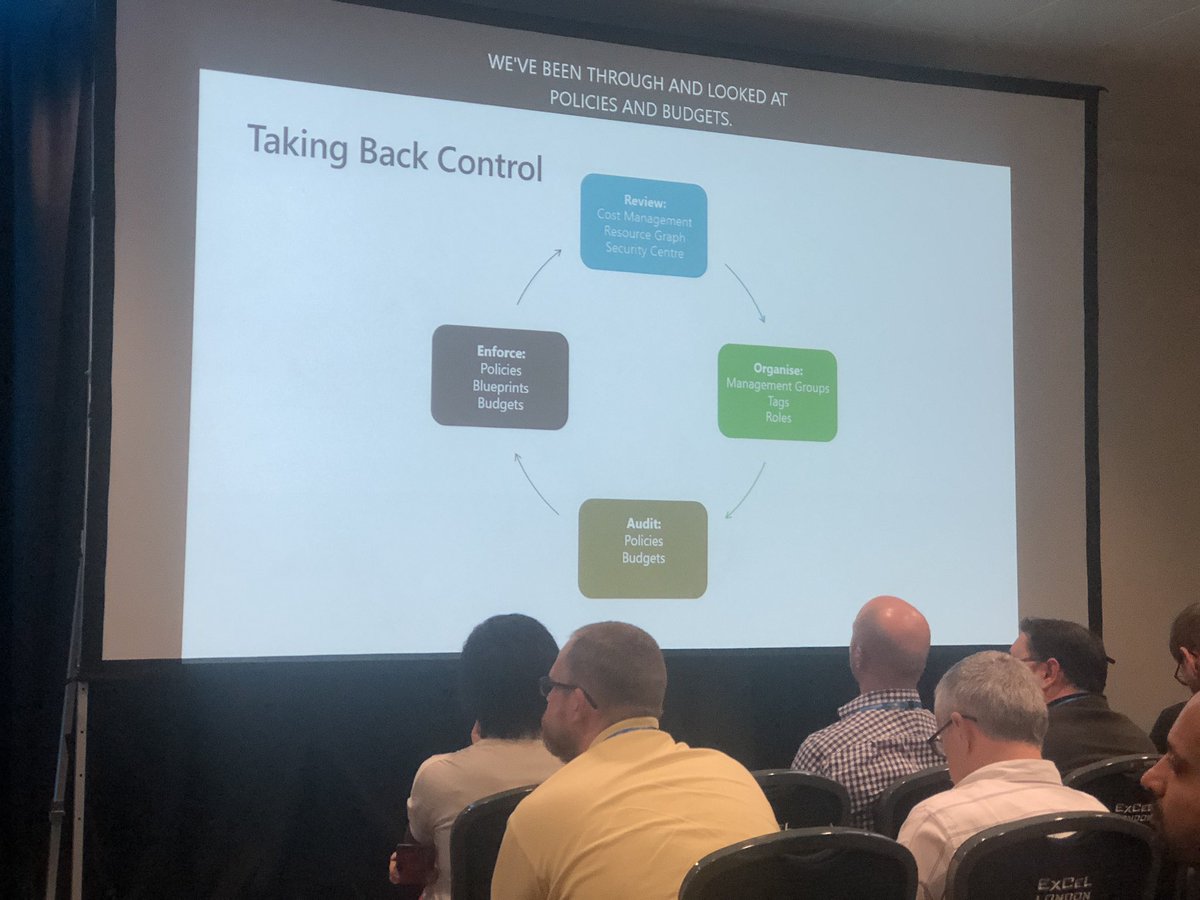 WE'VE BEEN THROUGH AND LOOKED AT
POLICIES AND BUDGETS.
Taking Back Control
Review:
Cost Management
Resource Graph
Security Centre
Enforce:
Policies
Blueprints
Budgets
Organise:
Management Groups
Tags
Roles
Audit:
Policies
Budgets
EXCEL
LONDON
EXCEL
LONDON